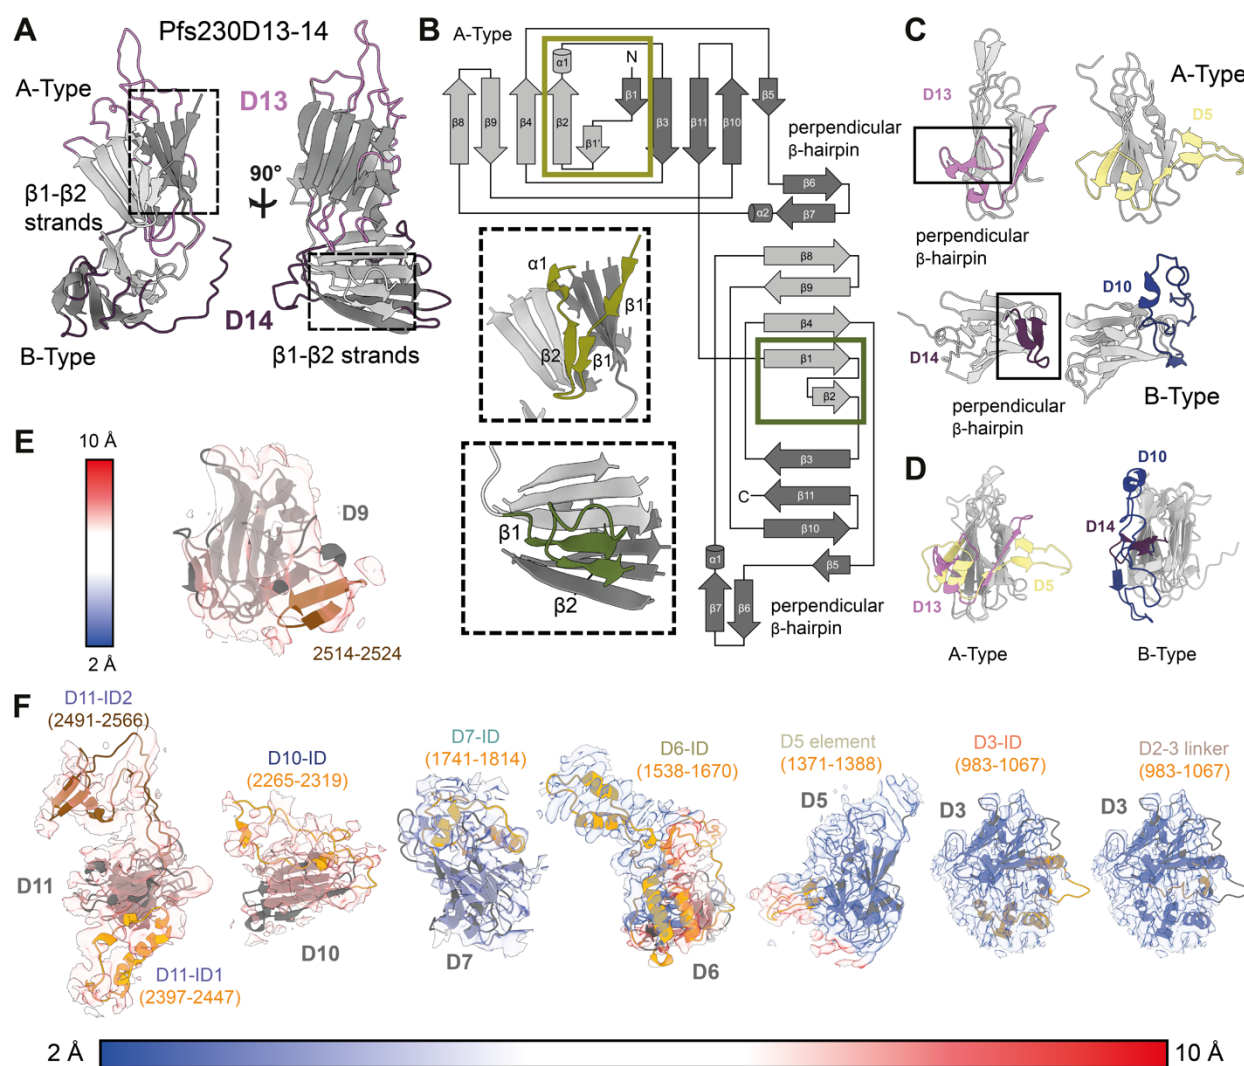 A
Pfs230D13-14
A-Type
D13
90°
β1-β2
strands
D14
B-Type
β1-β2 strands
B
A-Type
N
α1
β1
β8
β9
β4
β2
β1'
β3
β11
β10
β5
perpendicular
β-hairpin
β6
α2
β7
β8
β9
β4
β1
β2
β3
C
β11
β10
α1
β5
β7
β6
perpendicular
β-hairpin
α1
β1
β2
β1
β1
β2
C
D13
A-Type
D5
perpendicular
β-hairpin
D10
D14
perpendicular
β-hairpin
B-Type
D
D10
D14
D5
D13
A-Type
B-Type
E
10 Å
2 Å
D9
2514-2524
F
D11-ID2
(2491-2566)
D11
D11-ID1
(2397-2447)
D10-ID
(2265-2319)
D10
D7-ID
(1741-1814)
D7
D6-ID
(1538-1670)
D6
D5 element
(1371-1388)
D5
D3-ID
(983-1067)
D3
D2-3 linker
(983-1067)
D3
2 Å
10 Å